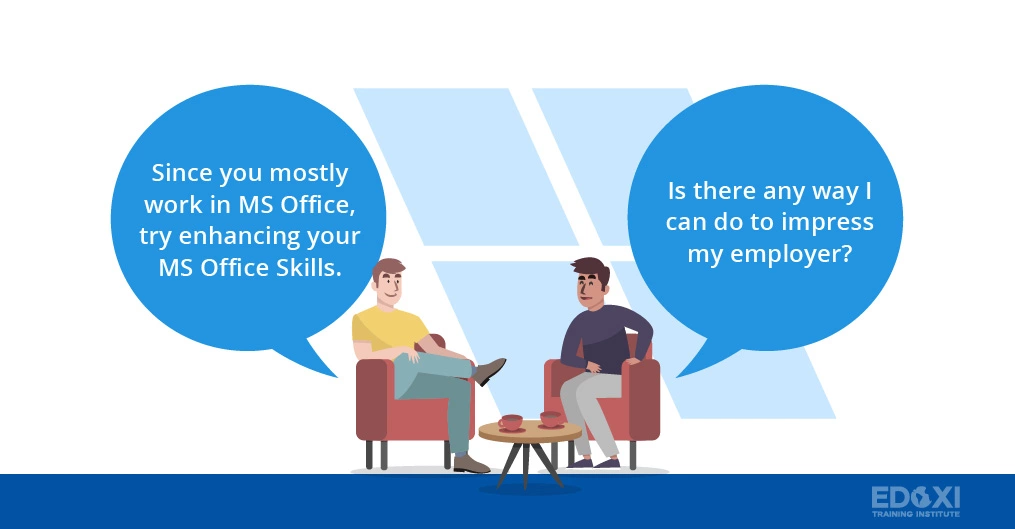 Since you mostly
work in MS Office,
try enhancing your
MS Office Skills.
Is there any way I
can do to impress
my employer?
EDOXI
TRAINING INSTITUTE